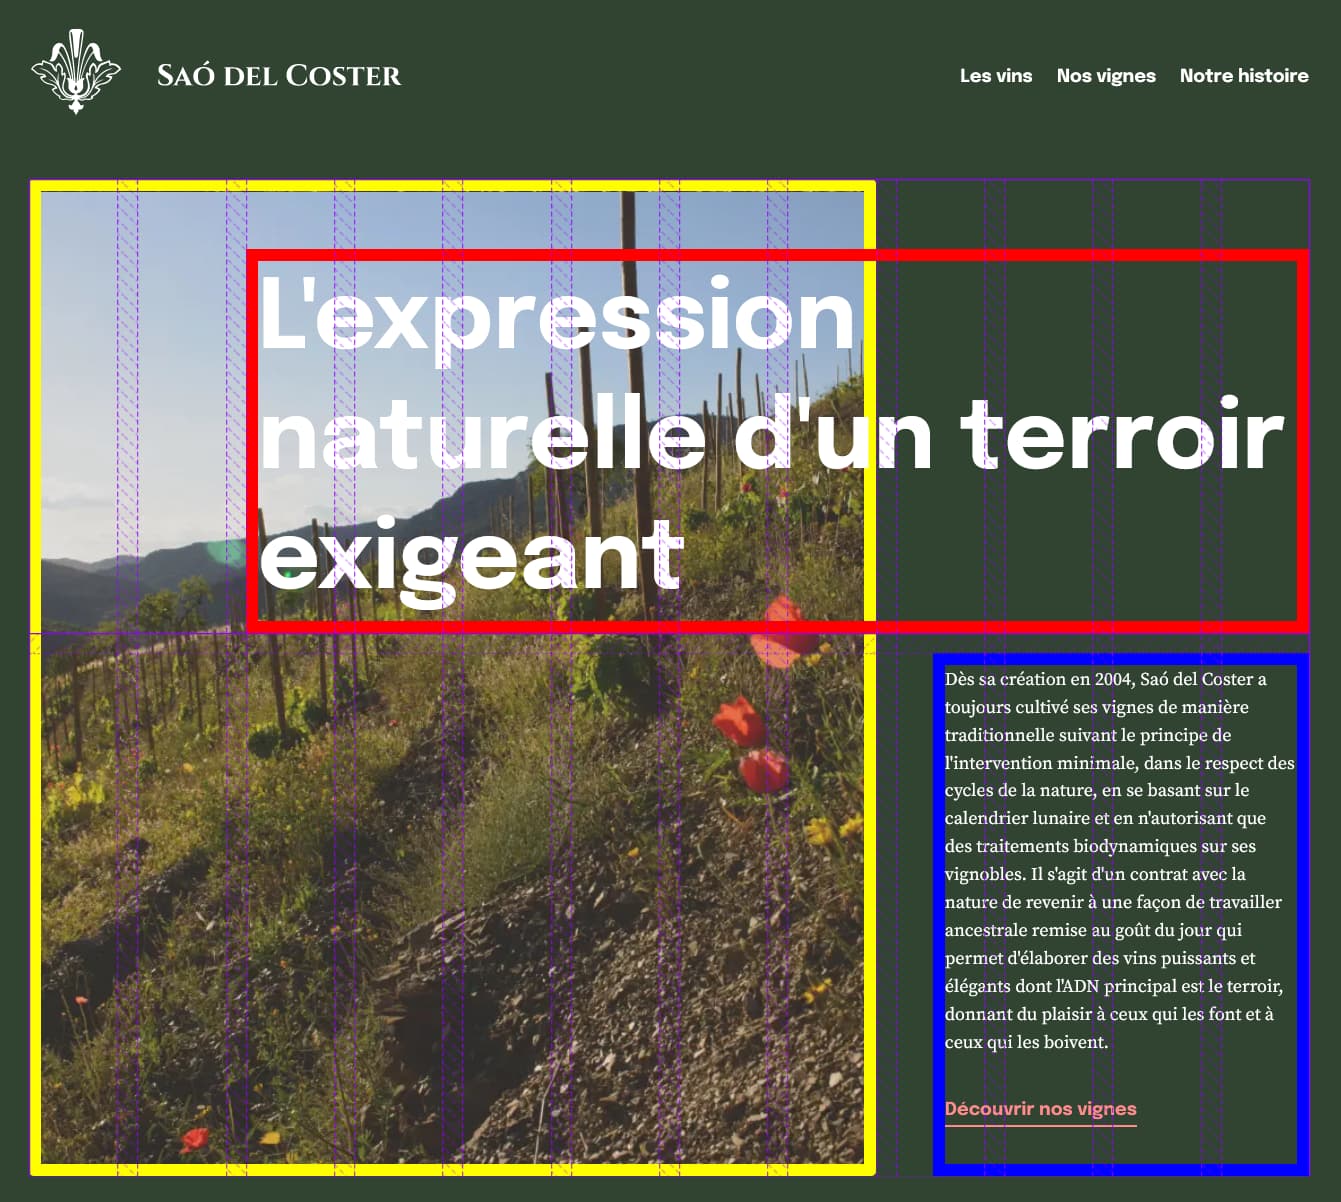 SAÓ DEL COSTER
Les vins Nos vignes Notre histoire
L'expression
naturelle d'un terroir
exigeant
Dès sa création en 2004, Saó del Coster a
toujours cultivé ses vignes de manière
traditionnelle suivant le principe de
l'intervention minimale, dans le respect des
cycles de la nature, en se basant sur le
calendrier lunaire et en n'autorisant que
des traitements biodynamiques sur ses
vignobles. Il s'agit d'un contrat avec la
nature de revenir à une façon de travailler
ancestrale remise au goût du jour qui
permet d'élaborer des vins puissants et
élégants dont l'ADN principal est le terroir,
donnant du plaisir à ceux qui les font et à
ceux qui les boivent.
Découvrir nos vignes